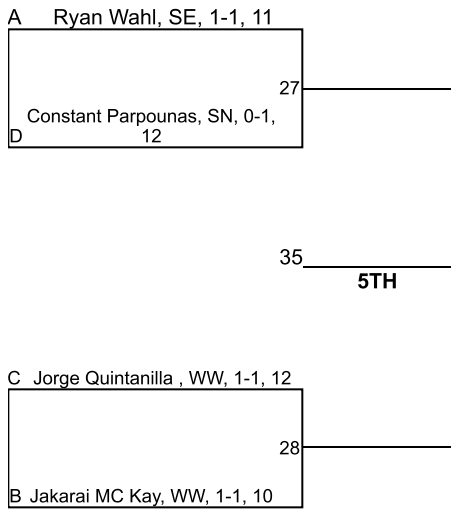 A Ryan Wahl, SE, 1-1, 11
27
Constant Parpounas, SN, 0-1,
D 12
35
5TH
C Jorge Quintanilla , WW, 1-1, 12
28
B Jakarai MC Kay, WW, 1-1, 10